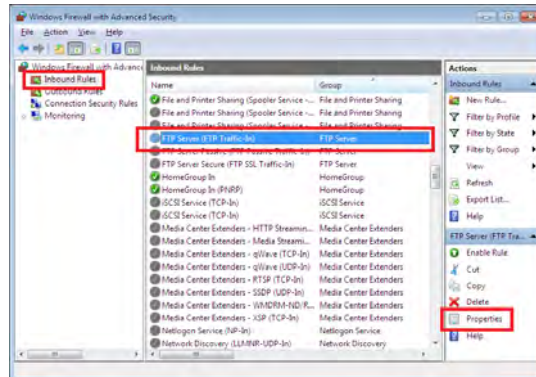 Windows Firewall with Advanced Security
File Action View Help
Windows Firewall with Advanc
Inbound Rules
Outbound Rules
Connection Security Rules
Monitoring
Inbound Rules
Name Group
File and Printer Sharing (Spooler Service -... File and Printer Sharing
File and Printer Sharing (Spooler Service -... File and Printer Sharing
File and Printer Sharing (Spooler Service File and Printer Sharing
FTP Server (FTP Traffic-In) FTP Server
FTP Server Passive (FTP Passive Traffic-In) FTP Server
FTP Server Secure (FTP SSL Traffic-In) FTP Server
HomeGroup In HomeGroup
HomeGroup In (PNRP) HomeGroup
iSCSI Service (TCP-In) iSCSI Service
iSCSI Service (TCP-In) iSCSI Service
Media Center Extenders - HTTP Streamin... Media Center Extenders
Media Center Extenders - Media Streami... Media Center Extenders
Media Center Extenders - qWave (TCP-In) Media Center Extenders
Media Center Extenders - qWave (UDP-In) Media Center Extenders
Media Center Extenders - RTSP (TCP-In) Media Center Extenders
Media Center Extenders - SSDP (UDP-In) Media Center Extenders
Media Center Extenders - WMDRM-ND/R... Media Center Extenders
Media Center Extenders - XSP (TCP-In) Media Center Extenders
Netlogon Service (NP-In) Netlogon Service
Network Discovery (LLMNR-UDP-In) Network Discovery
Actions
Inbound Rules
New Rule...
Filter by Profile
Filter by State
Filter by Group
View
Refresh
Export List...
Help
FTP Server (FTP Tra...
Enable Rule
Cut
Copy
Delete
Properties
Help